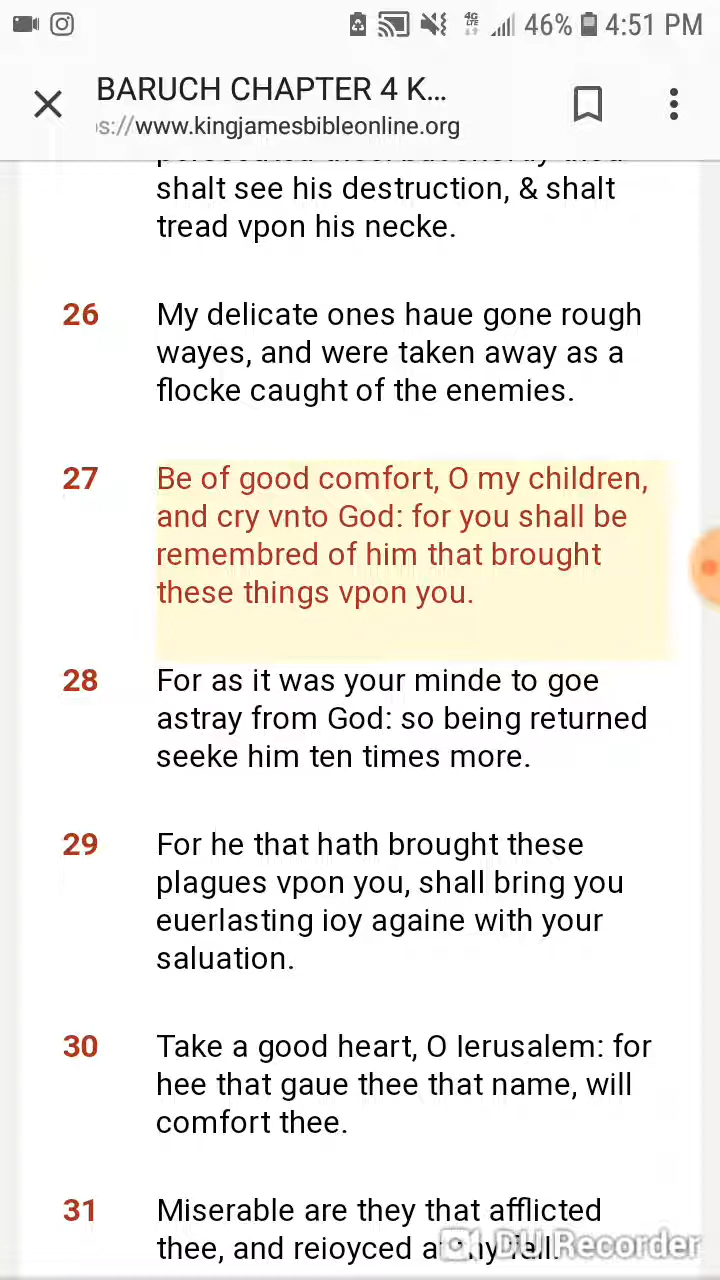 4G
LTE
46%
4:51 PM
BARUCH CHAPTER 4 K...
s://www.kingjamesbibleonline.org
shalt see his destruction, & shalt
tread vpon his necke.
26
My delicate ones haue gone rough
wayes, and were taken away as a
flocke caught of the enemies.
27
Be of good comfort, O my children,
and cry vnto God: for you shall be
remembred of him that brought
these things vpon you.
28
For as it was your minde to goe
astray from God: so being returned
seeke him ten times more.
29
For he that hath brought these
plagues vpon you, shall bring you
euerlasting ioy againe with your
saluation.
30
Take a good heart, O Ierusalem: for
hee that gaue thee that name, will
comfort thee.
31
Miserable are they that afflicted
thee, and reioyced at thy fall.
DU Recorder